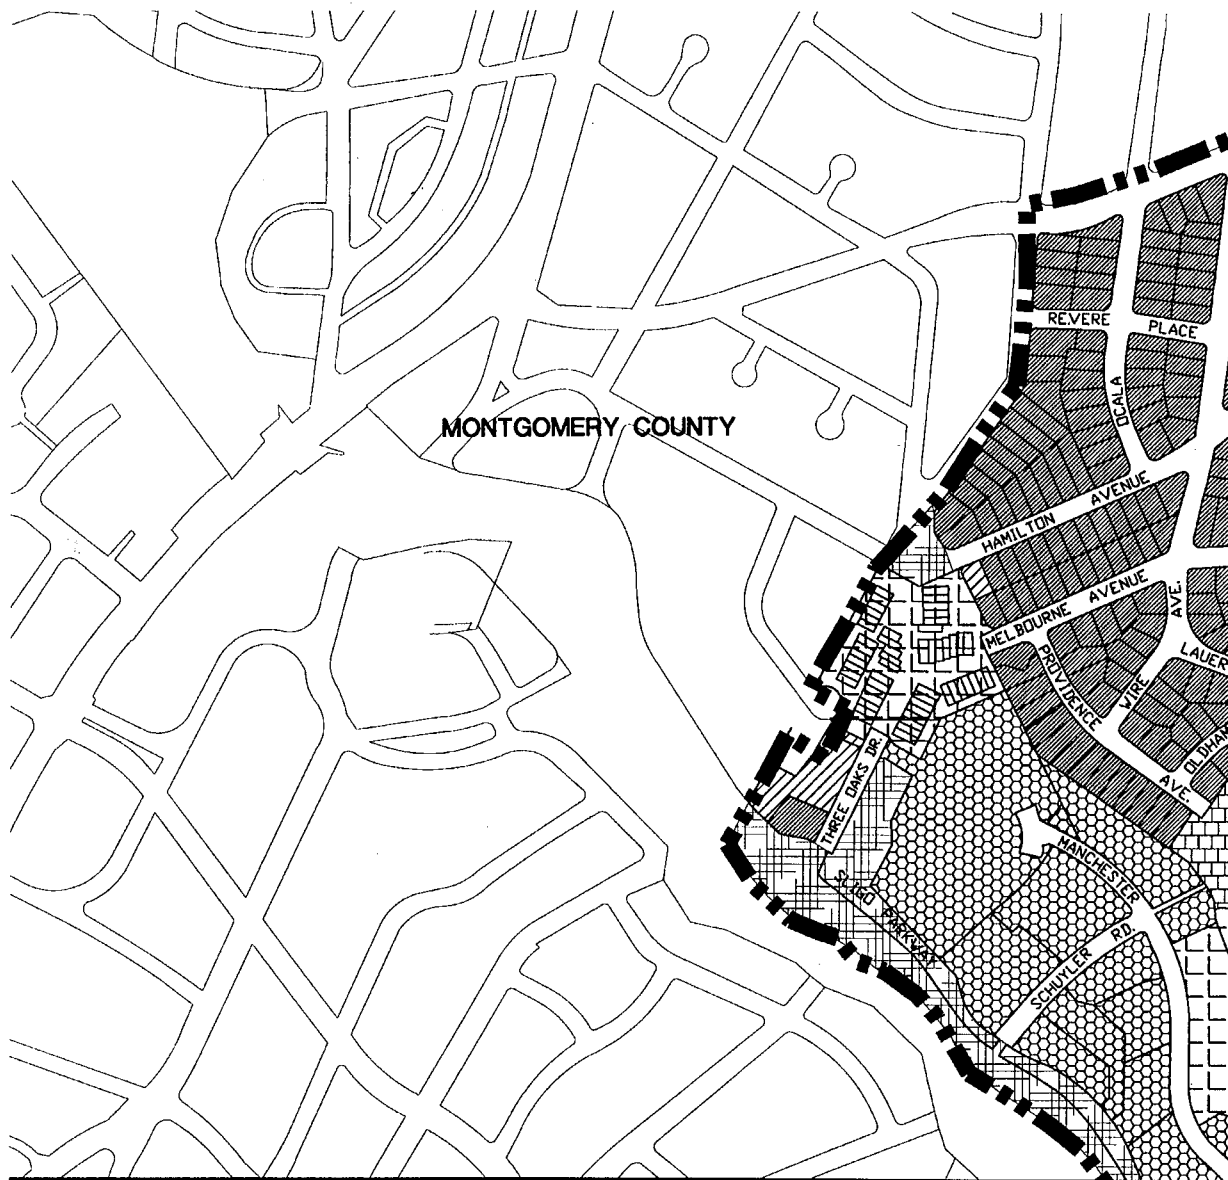 REVERE PLACE
OCALA
MONTGOMERY COUNTY
HAMILTON AVENUE
MELBOURNE AVENUE
AVE.
LAUER
PROVIDENCE AVE.
WIRE
OLDHAM
THREE OAKS DR.
MANCHESTER
SLIGO PARKWAY
SCHUYLER RD.